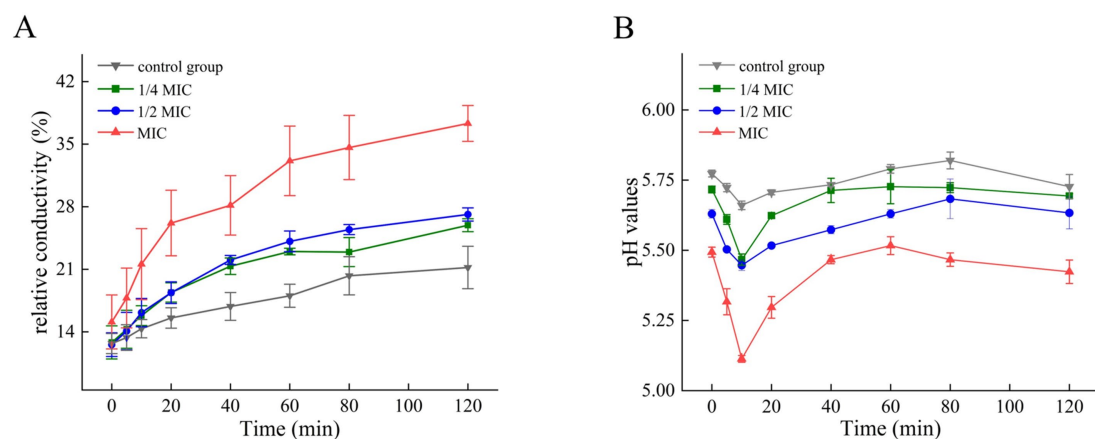 A
control group
1/4 MIC
1/2 MIC
MIC
relative conductivity (%)
42
35
28
21
14
0 20 40 60 80 100 120
Time (min)
B
control group
1/4 MIC
1/2 MIC
MIC
pH values
6.00
5.75
5.50
5.25
5.00
0 20 40 60 80 100 120
Time (min)